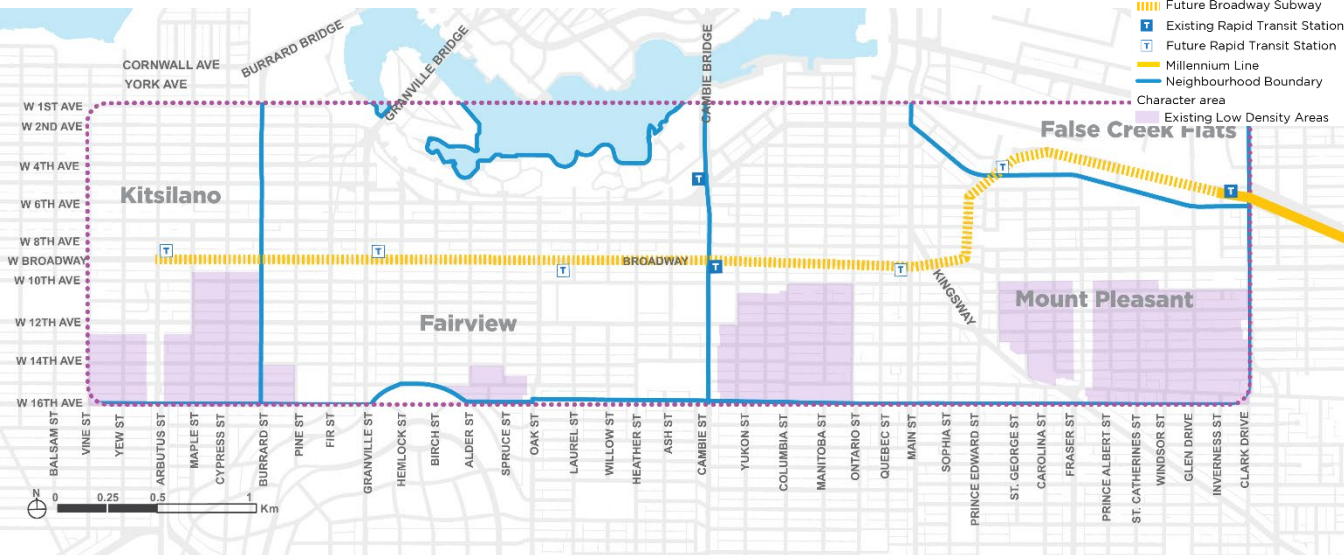 Future Broadway Subway
T Existing Rapid Transit Station
T Future Rapid Transit Station
Millennium Line
Neighbourhood Boundary
Character area
Existing Low Density Areas
BURRARD BRIDGE
GRANVILLE BRIDGE
CAMBIE BRIDGE
CORNWALL AVE
YORK AVE
W 1ST AVE
W 2ND AVE
W 4TH AVE
W 6TH AVE
W 8TH AVE
W BROADWAY
W 10TH AVE
W 12TH AVE
W 14TH AVE
W 16TH AVE
False Creek Flats
Kitsilano
T
T
T
T
T
T
T
T
BROADWAY
KINGSWAY
Mount Pleasant
Fairview
BALSAM ST
VINE ST
YEW ST
ARBUTUS ST
MAPLE ST
CYPRESS ST
BURRARD ST
PINE ST
FIR ST
GRANVILLE ST
HEMLOCK ST
BIRCH ST
ALDER ST
SPRUCE ST
OAK ST
LAUREL ST
WILLOW ST
HEATHER ST
ASH ST
CAMBIE ST
YUKON ST
COLUMBIA ST
MANITOBA ST
ONTARIO ST
QUEBEC ST
MAIN ST
SOPHIA ST
PRINCE EDWARD ST
ST. GEORGE ST
CAROLINA ST
FRASER ST
PRINCE ALBERT ST
ST. CATHERINES ST
WINDSOR ST
GLEN DRIVE
INVERNESS ST
CLARK DRIVE
N
0 0.25 0.5 1
Km